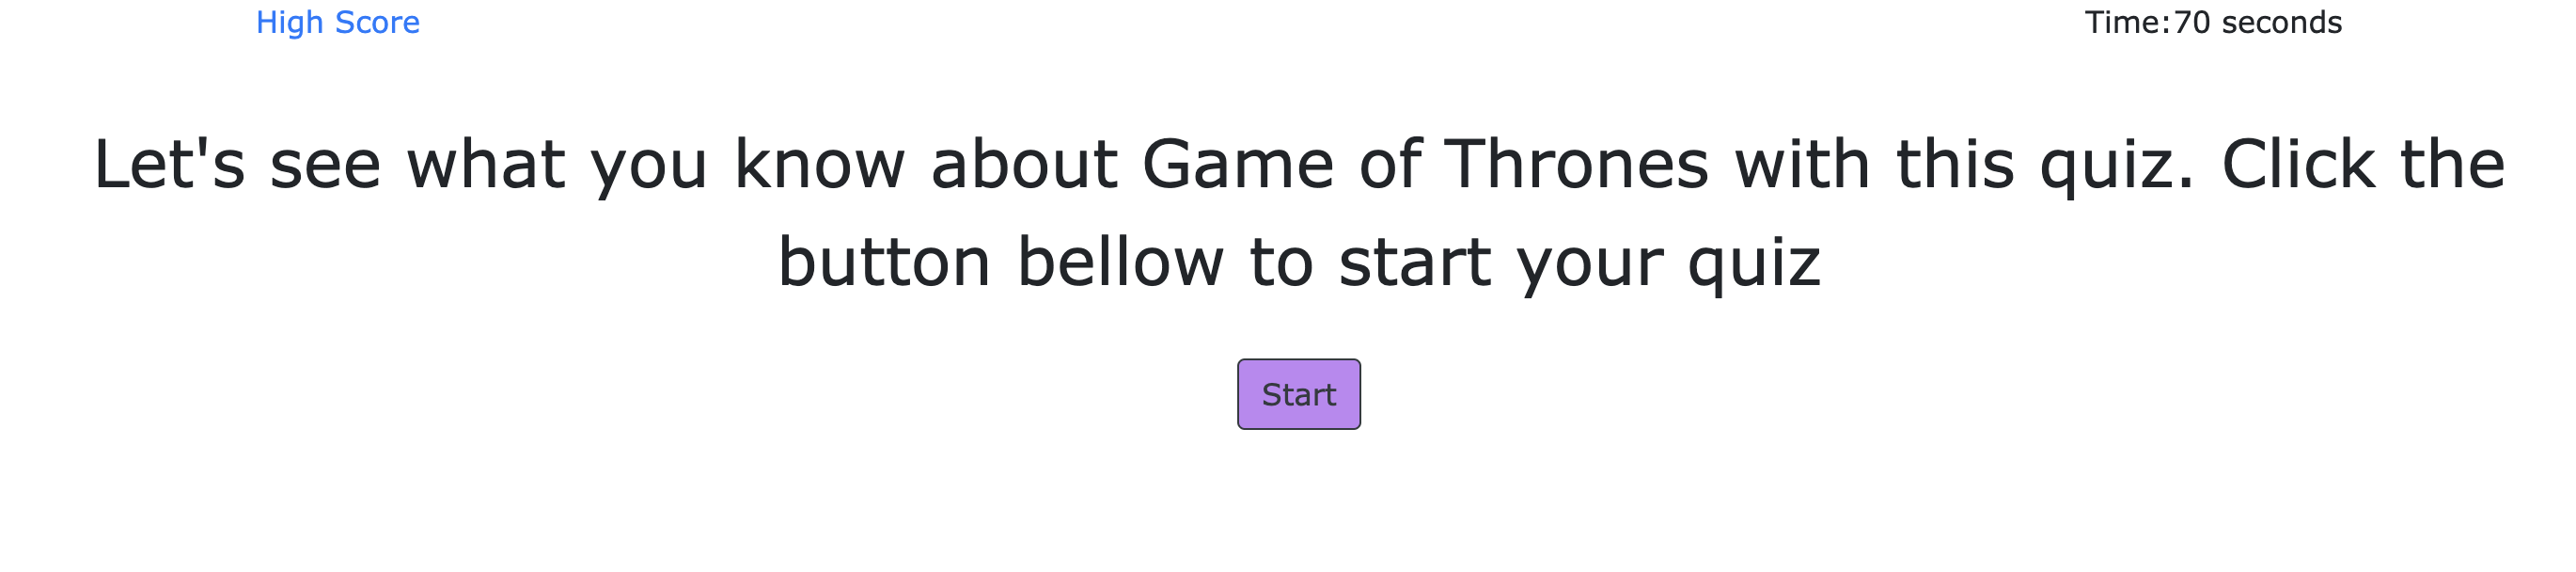 High Score
Time:70 seconds
Let's see what you know about Game of Thrones with this quiz. Click the
button bellow to start your quiz
Start